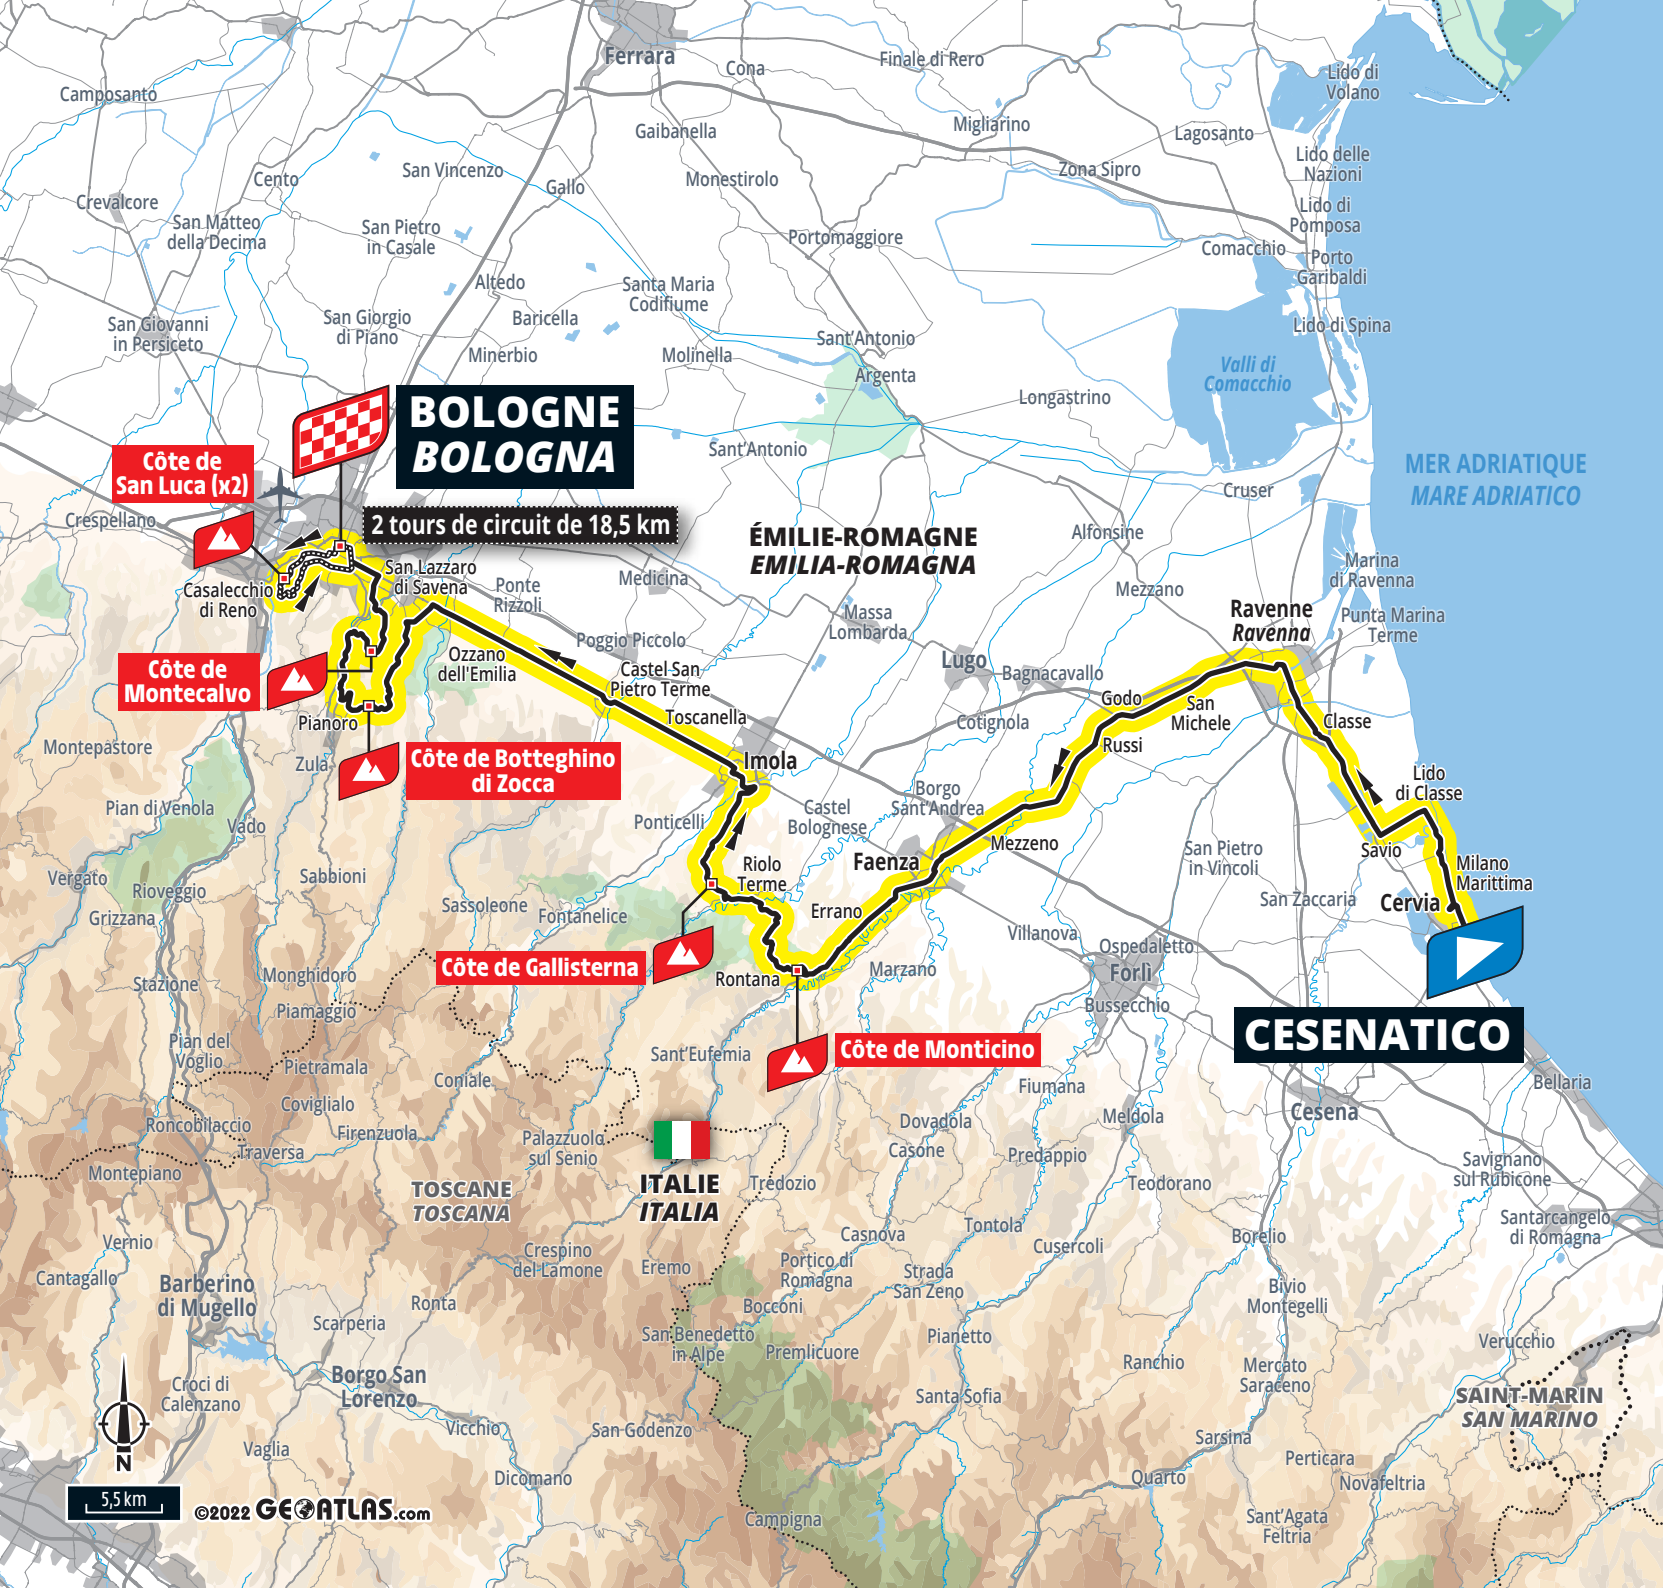 Ferrara
Cona
Finale di Rero
Lido di
Volano
Camposanto
Gaibanella
Migliarino
Lagosanto
Lido delle
Nazioni
San Vincenzo
Cento
Gallo
Monestirolo
Zona Sipro
Crevalcore
San Matteo
della Decima
San Pietro
in Casale
Portomaggiore
Lido di
Pomposa
Comacchio
Porto
Garibaldi
Altedo
Santa Maria
Codifiume
San Giovanni
in Persiceto
San Giorgio
di Piano
Baricella
Minerbio
Molinella
Sant'Antonio
Argenta
Lido di Spina
Valli di
Comacchio
Longastrino
BOLOGNE
BOLOGNA
Sant'Antonio
MER ADRIATIQUE
MARE ADRIATICO
Côte de
San Luca (x2)
Cruser
Crespellano
2 tours de circuit de 18,5 km
ÉMILIE-ROMAGNE
EMILIA-ROMAGNA
Alfonsine
Casalecchio
di Reno
San Lazzaro
di Savena
Ponte
Rizzoli
Medicina
Mezzano
Marina
di Ravenna
Massa
Lombarda
Ravenne
Ravenna
Punta Marina
Terme
Poggio Piccolo
Ozzano
dell'Emilia
Castel San
Pietro Terme
Lugo
Bagnacavallo
Côte de
Montecalvo
Pianoro
Toscanella
Cotignola
Godo
San
Michele
Classe
Russi
Montepastore
Zula
Côte de Botteghino
di Zocca
Imola
Lido
di Classe
Borgo
Sant'Andrea
Castel
Bolognese
Pian di Venola
Vado
Ponticelli
Mezzeno
San Pietro
in Vincoli
Savio
Milano
Marittima
Faenza
Riolo
Terme
Vergato
Rioveggio
Sabbioni
Cervia
San Zaccaria
Grizzana
Sassoleone
Fontanelice
Errano
Villanova
Ospedaletto
Forlì
Côte de Gallisterna
Rontana
Marzano
Stazione
Monghidoro
Bussecchio
Piamaggio
CESENATICO
Pian del
Voglio
Sant'Eufemia
Côte de Monticino
Pietramala
Coniale
Fiumana
Bellaria
Coviglialo
Cesena
Roncobilaccio
Firenzuola
Dovadola
Meldola
Traversa
Palazzuolo
sul Senio
Casone
Predappio
Montepiano
ITALIE
ITALIA
Tredozio
Teodorano
Savignano
sul Rubicone
TOSCANE
TOSCANA
Tontola
Santarcangelo
di Romagna
Vernio
Casnova
Cusercoli
Borelio
Cantagallo
Crespino
del Lamone
Eremo
Portico di
Romagna
Strada
San Zeno
Barberino
di Mugello
Ronta
Bocconi
Bivio
Montegelli
Scarperia
San Benedetto
in Alpe
Premlicuore
Pianetto
Verucchio
Ranchio
Mercato
Saraceno
Croci di
Calenzano
Borgo San
Lorenzo
Santa Sofia
SAINT-MARIN
SAN MARINO
Vicchio
San Godenzo
Sarsina
Vaglia
N
Perticara
Dicomano
Quarto
Novafeltria
5,5 km
©2022 GEOATLAS.com
Campigna
Sant'Agata
Feltria